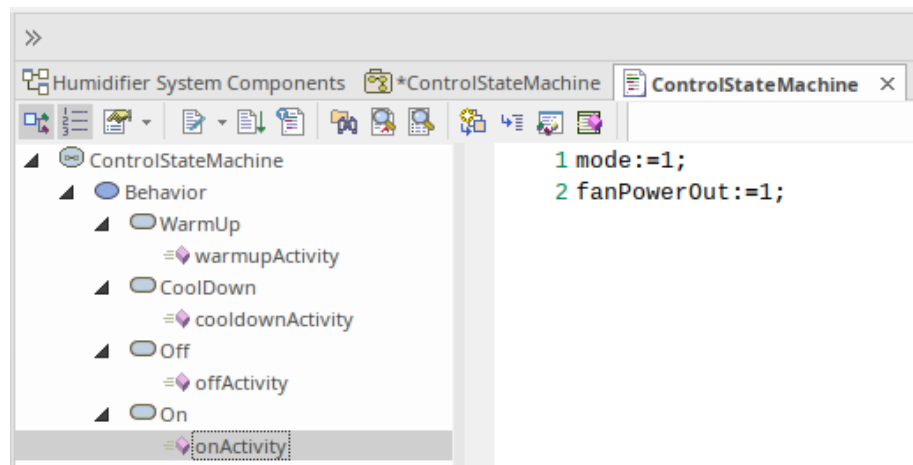 »
Humidifier System Components *ControlStateMachine ControlStateMachine ×
ControlStateMachine
Behavior
WarmUp
warmupActivity
CoolDown
cooldownActivity
Off
offActivity
On
onActivity
1 mode:=1;
2 fanPowerOut:=1;